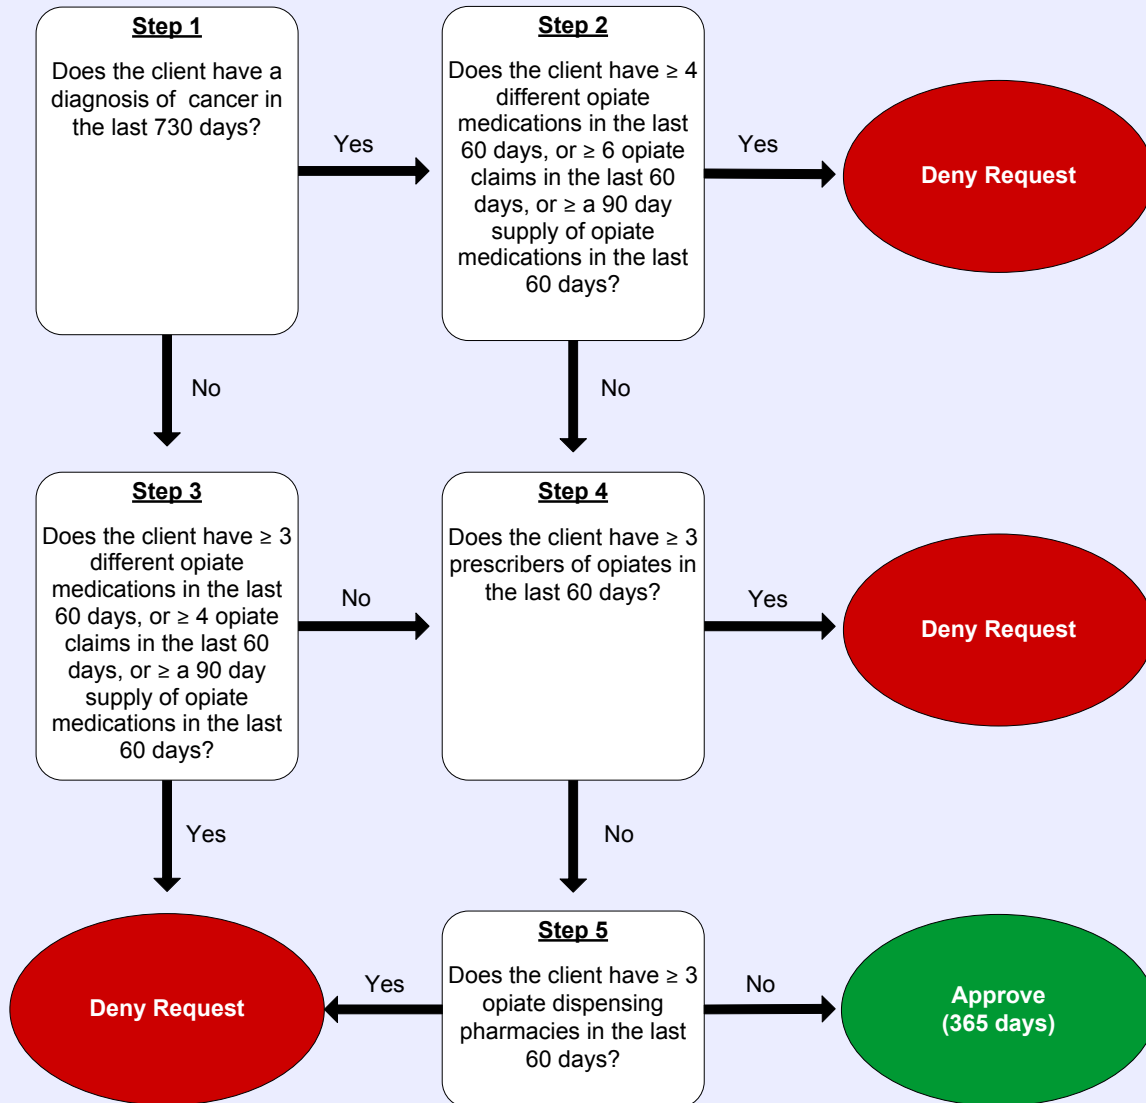 Step 1
Does the client have a
diagnosis of  cancer in
the last 730 days?
Yes
No
Step 2
Does the client have ≥ 4
different opiate
medications in the last
60 days, or ≥ 6 opiate
claims in the last 60
days, or ≥ a 90 day
supply of opiate
medications in the last
60 days?
Yes
Deny Request
No
Step 3
Does the client have ≥ 3
different opiate
medications in the last
60 days, or ≥ 4 opiate
claims in the last 60
days, or ≥ a 90 day
supply of opiate
medications in the last
60 days?
No
Yes
Step 4
Does the client have ≥ 3
prescribers of opiates in
the last 60 days?
Yes
Deny Request
No
Deny Request
Yes
Step 5
Does the client have ≥ 3
opiate dispensing
pharmacies in the last
60 days?
No
Approve
(365 days)